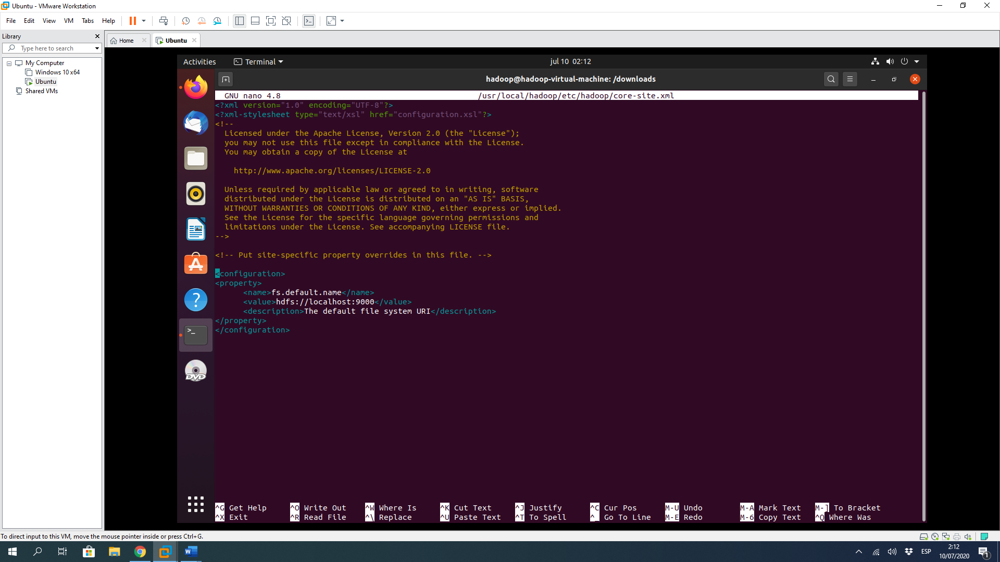 Ubuntu - VMware Workstation
File Edit View VM Tabs Help
Library
Type here to search
My Computer
Windows 10 x64
Ubuntu
Shared VMs
Home
Ubuntu
Activities Terminal jul 10 02:12
hadoop@hadoop-virtual-machine: /downloads
GNU nano 4.8 /usr/local/hadoop/etc/hadoop/core-site.xml
<?xml version="1.0" encoding="UTF-8"?>
<?xml-stylesheet type="text/xsl" href="configuration.xsl"?>
<!--
Licensed under the Apache License, Version 2.0 (the "License");
you may not use this file except in compliance with the License.
You may obtain a copy of the License at
http://www.apache.org/licenses/LICENSE-2.0
Unless required by applicable law or agreed to in writing, software
distributed under the License is distributed on an "AS IS" BASIS,
WITHOUT WARRANTIES OR CONDITIONS OF ANY KIND, either express or implied.
See the License for the specific language governing permissions and
limitations under the License. See accompanying LICENSE file.
-->
<!-- Put site-specific property overrides in this file. -->
<configuration>
<property>
<name>fs.default.name</name>
<value>hdfs://localhost:9000</value>
<description>The default file system URI</description>
</property>
</configuration>
DVD
^G Get Help ^O Write Out ^W Where Is ^K Cut Text ^J Justify ^C Cur Pos M-U Undo M-A Mark Text M-] To Bracket
^X Exit ^R Read File ^\ Replace ^U Paste Text ^T To Spell ^_ Go To Line M-E Redo M-6 Copy Text ^Q Where Was
To direct input to this VM, move the mouse pointer inside or press Ctrl+G.
ESP
2:12
10/07/2020
1